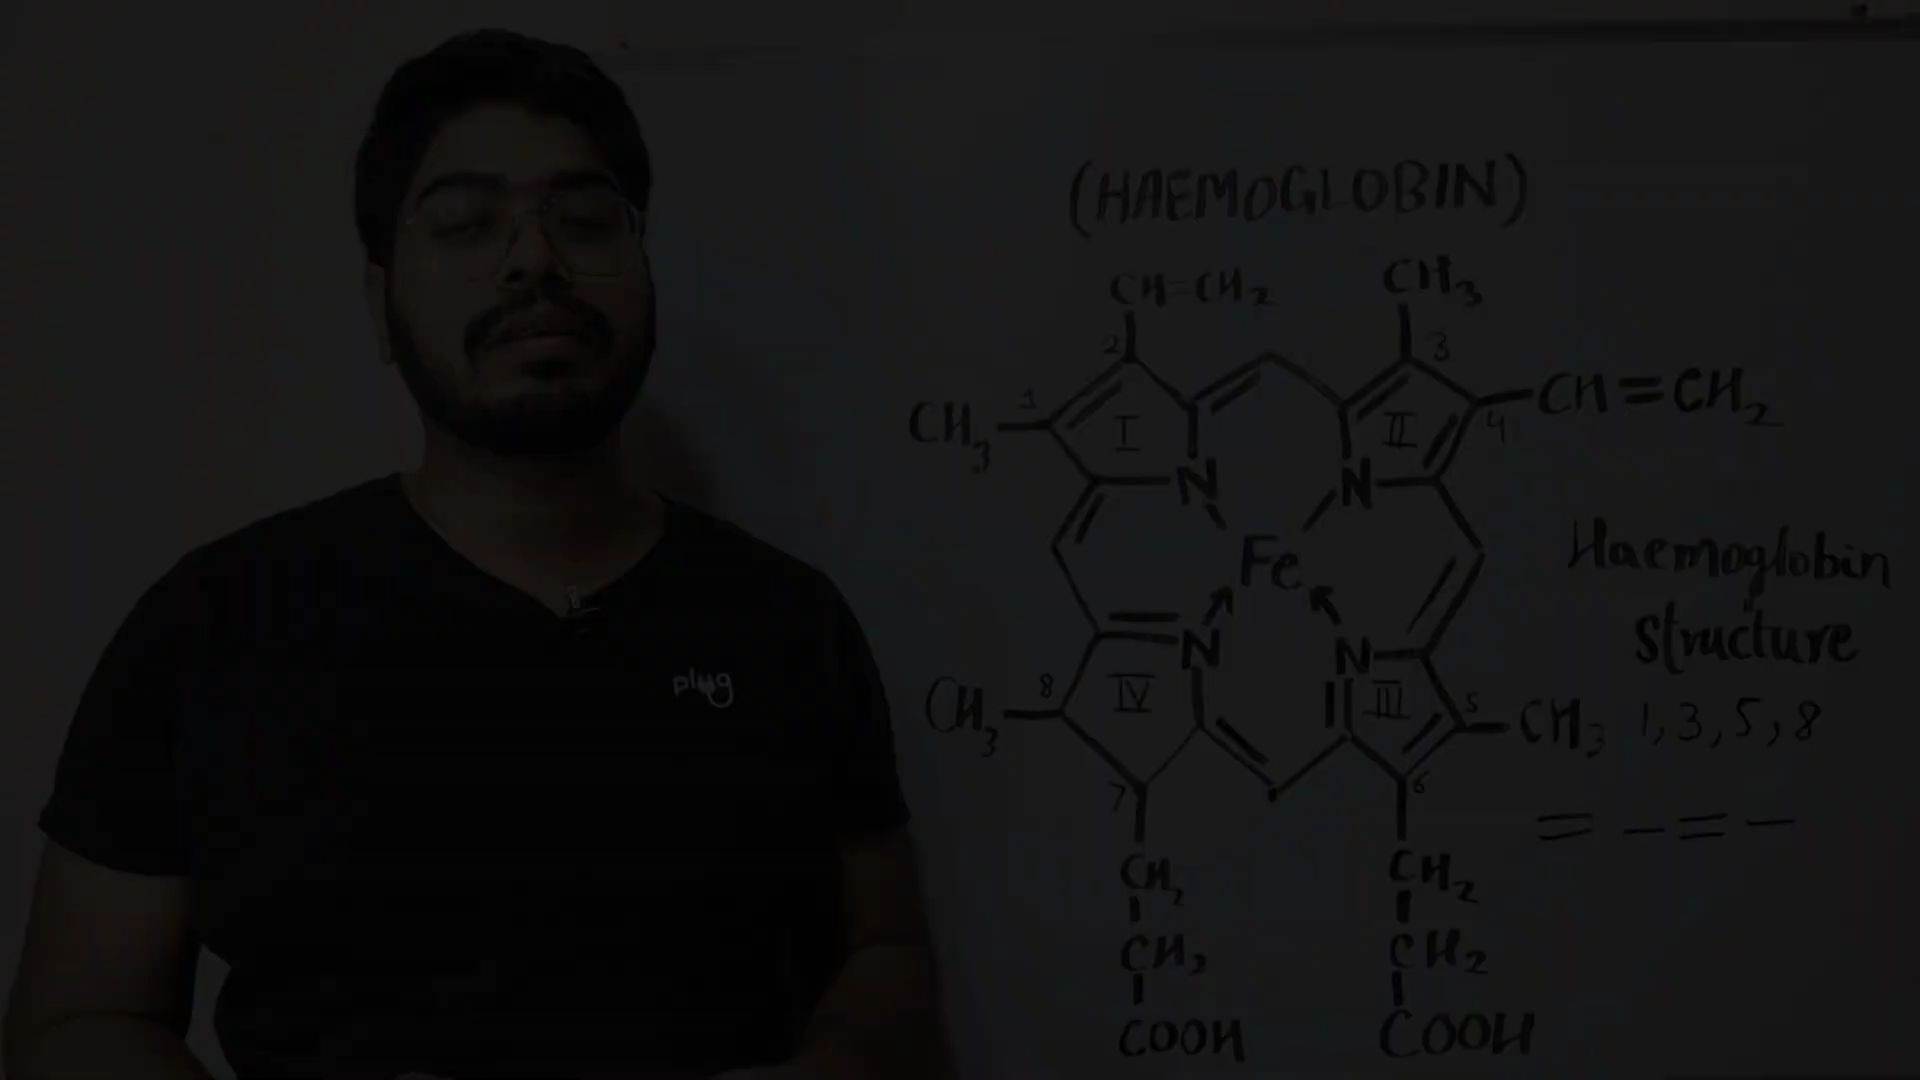 (HAEMOGLOBIN)
CH=CH2 CH3
2 3
CH3 1 I II 4 CH=CH2
N N
Fe
Haemoglobin
structure
N N
CH3 8 IV III 5 CH3 1,3,5,8
7 6
= - = -
CH2 CH2
CH2 CH2
COOH COOH
plug